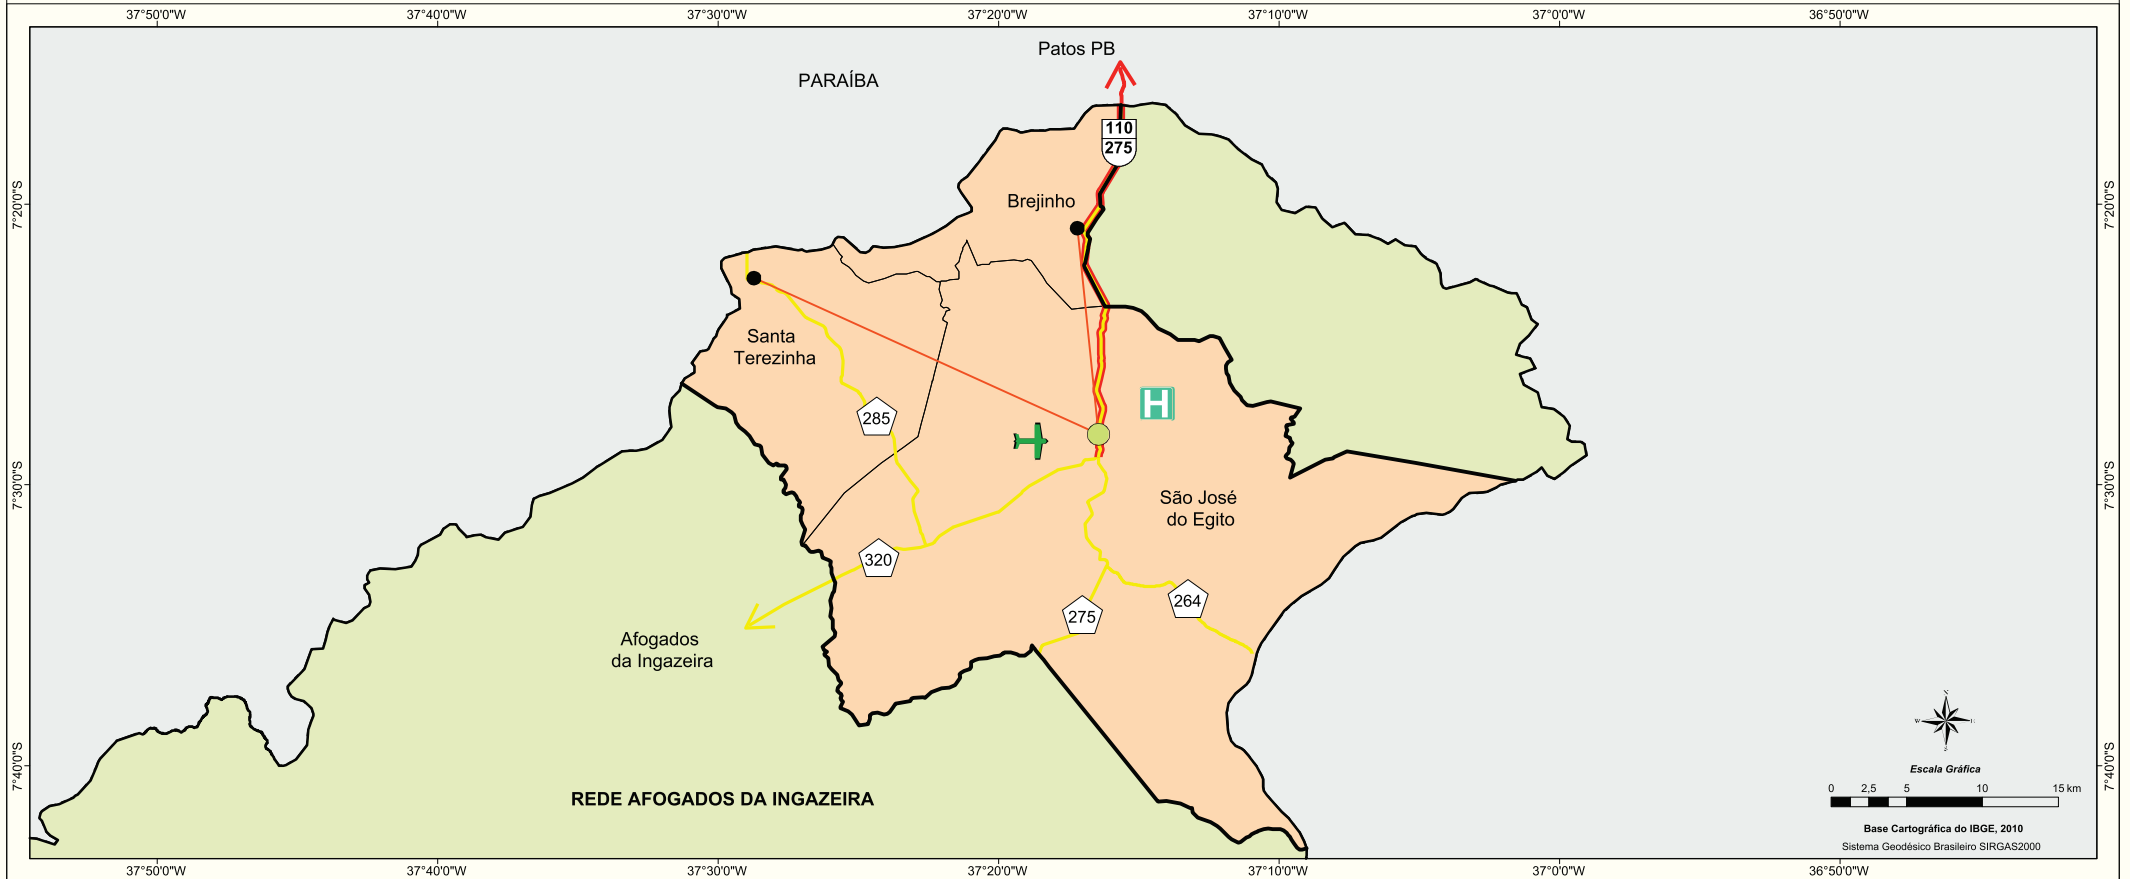 37°50'0"W 37°40'0"W 37°30'0"W 37°20'0"W 37°10'0"W 37°0'0"W 36°50'0"W
Patos PB
PARAÍBA
110
275
7°20'0"S 7°20'0"S
Brejinho
Santa
Terezinha
H
285
7°30'0"S 7°30'0"S
São José
do Egito
320
264
275
Afogados
da Ingazeira
N
W E
S
7°40'0"S 7°40'0"S
Escala Gráfica
0 2,5 5 10 15 km
REDE AFOGADOS DA INGAZEIRA
Base Cartográfica do IBGE, 2010
Sistema Geodésico Brasileiro SIRGAS2000
37°50'0"W 37°40'0"W 37°30'0"W 37°20'0"W 37°10'0"W 37°0'0"W 36°50'0"W